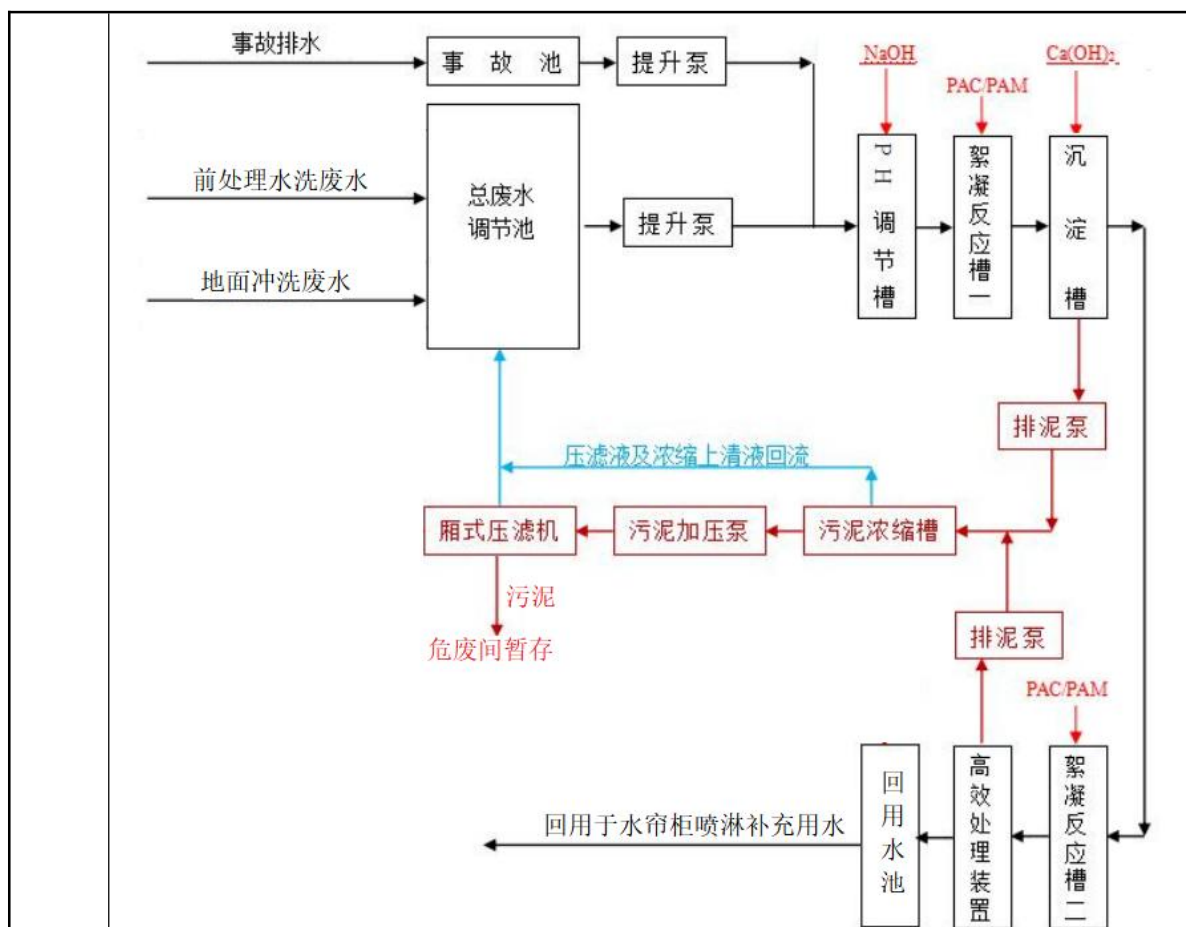 事故排水
事故池
提升泵
NaOH
Ca(OH)₂
PAC/PAM
前处理水洗废水
总废水
调节池
提升泵
PH调节槽
絮凝反应槽一
沉淀槽
地面冲洗废水
排泥泵
压滤液及浓缩上清液回流
厢式压滤机
污泥加压泵
污泥浓缩槽
污泥
危废间暂存
排泥泵
PAC/PAM
回用于水帘柜喷淋补充用水
回用水池
高效处理装置
絮凝反应槽二